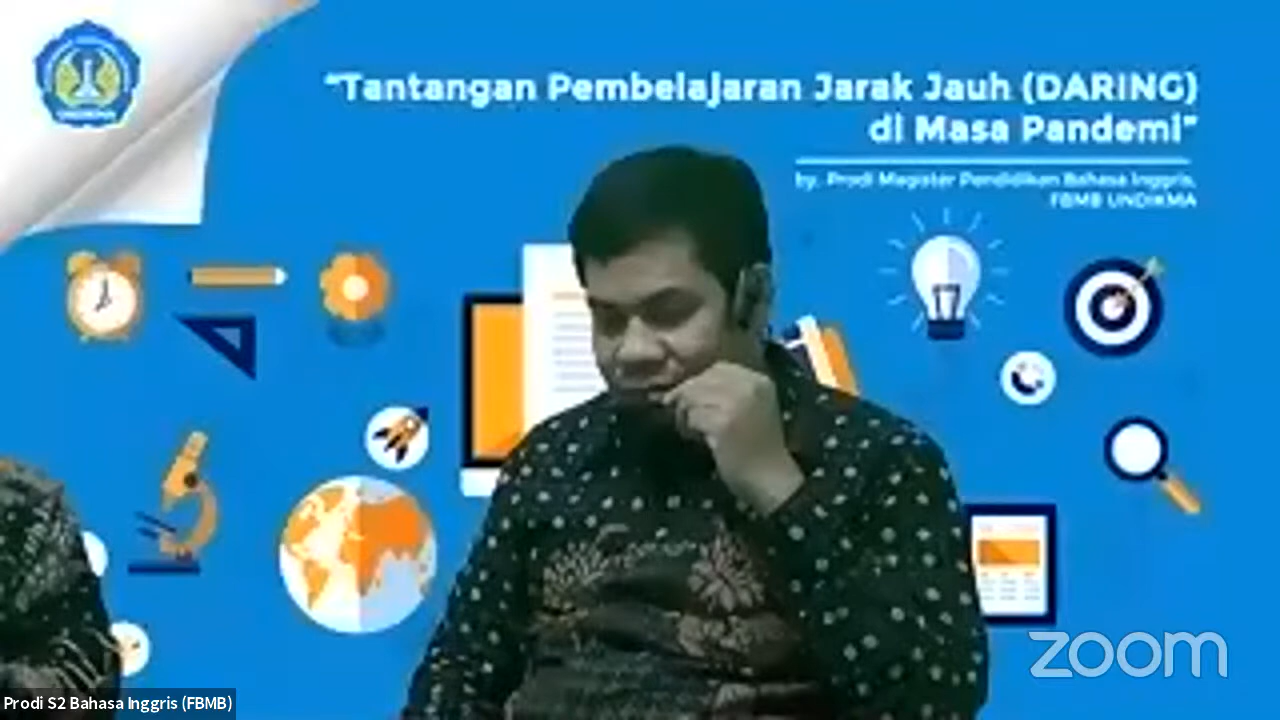 "Tantangan Pembelajaran Jarak Jauh (DARING)
di Masa Pandemi"
by. Prodi Magister Pendidikan Bahasa Inggris,
FBMB UNDIKMA
UNDIKMA
zoom
Prodi S2 Bahasa Inggris (FBMB)